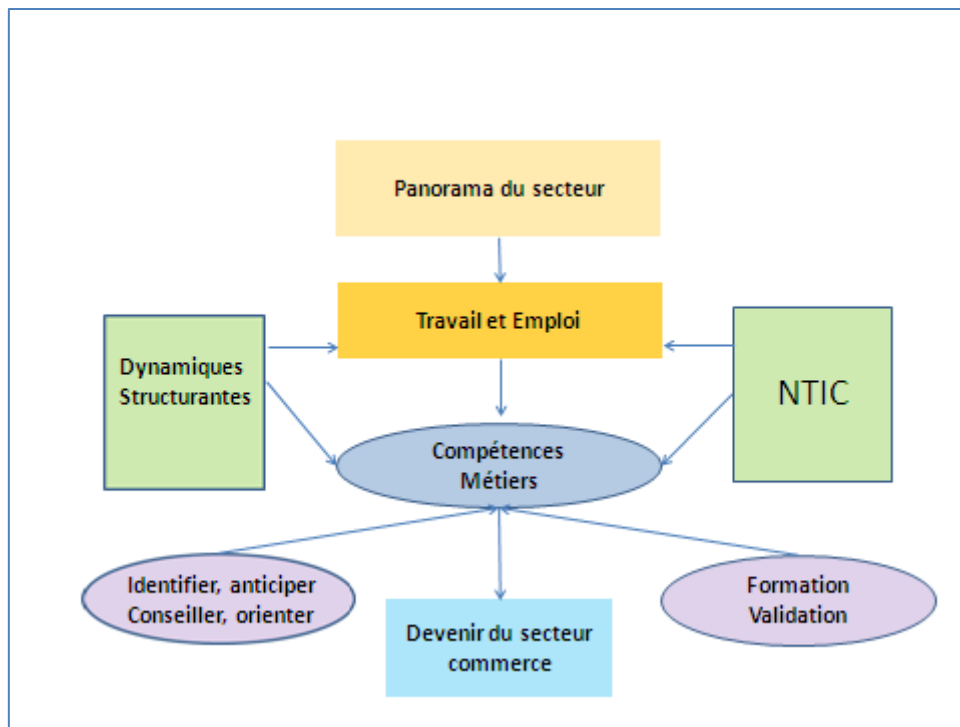 Panorama du secteur
Travail et Emploi
Dynamiques
Structurantes
NTIC
Compétences
Métiers
Identifier, anticiper
Conseiller, orienter
Formation
Validation
Devenir du secteur
commerce